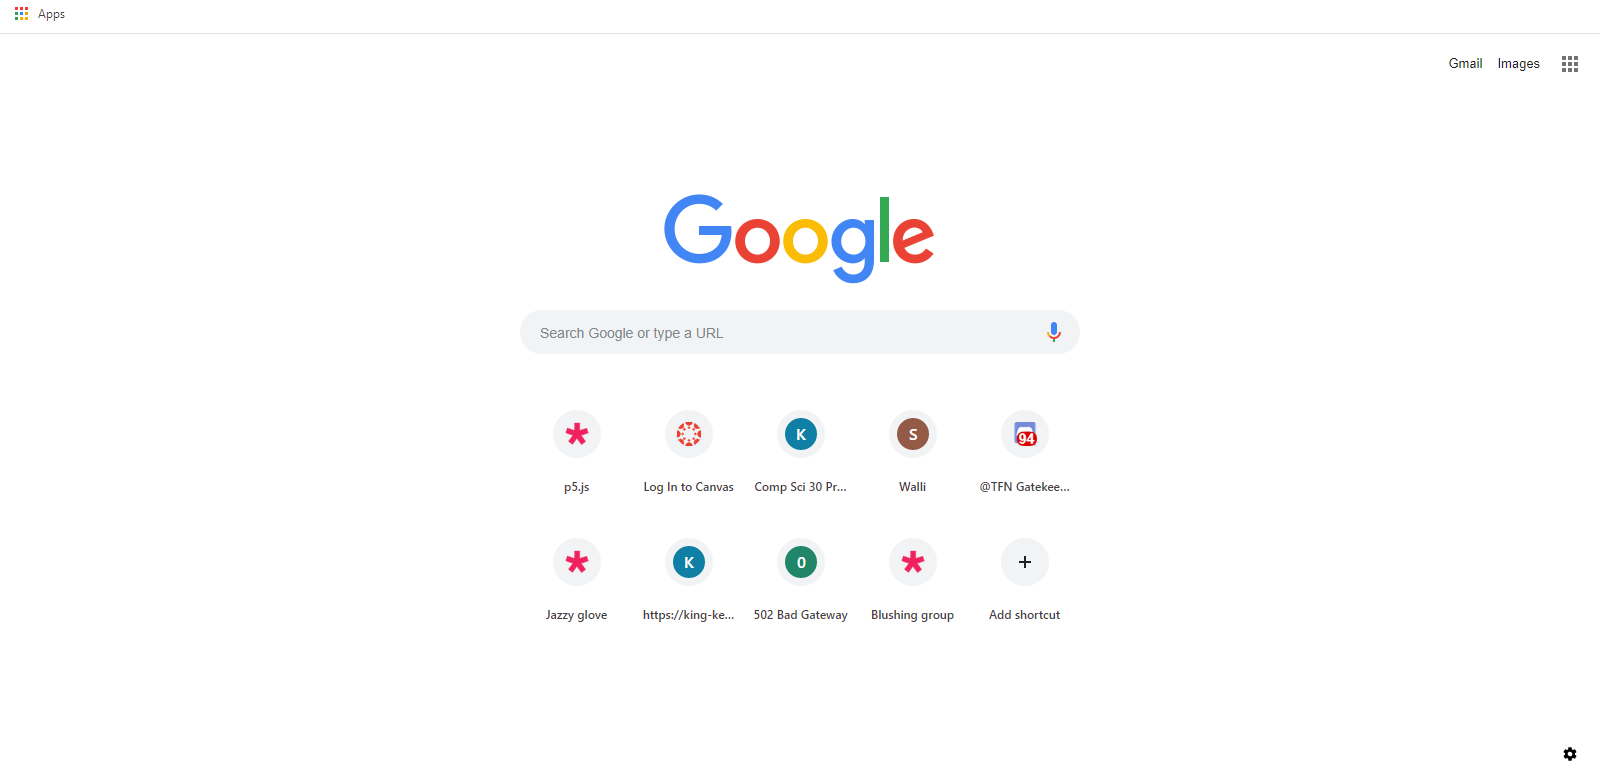 Apps
Gmail Images
Google
Search Google or type a URL
K S 94
p5.js Log In to Canvas Comp Sci 30 Pr... Walli @TFN Gatekee...
K 0
Jazzy glove https://king-ke... 502 Bad Gateway Blushing group Add shortcut